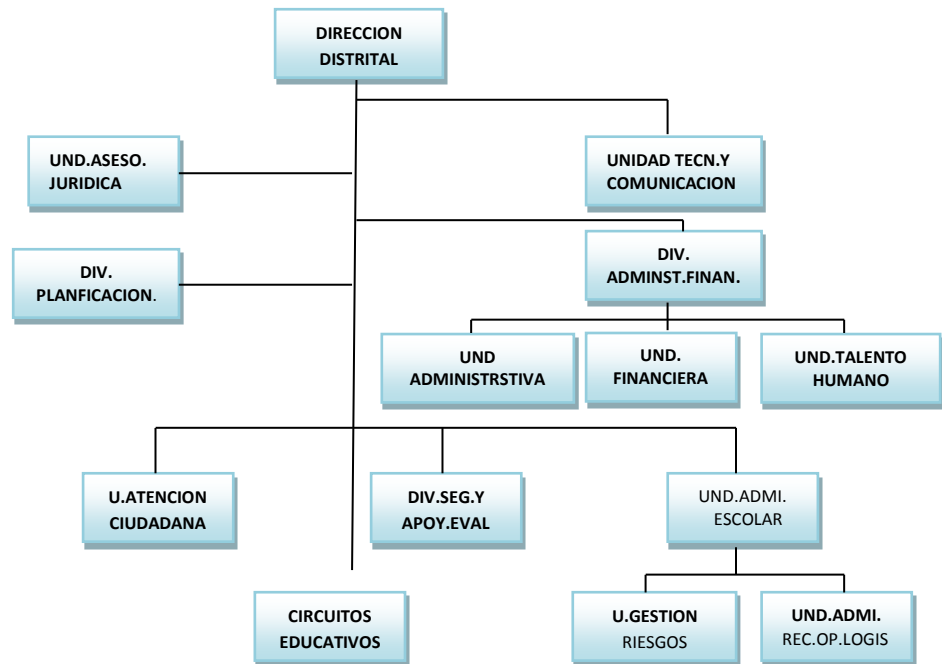 DIRECCION
DISTRITAL
UND.ASESO.
JURIDICA
UNIDAD TECN.Y
COMUNICACION
DIV.
PLANFICACION.
DIV.
ADMINST.FINAN.
UND
ADMINISTRSTIVA
UND.
FINANCIERA
UND.TALENTO
HUMANO
U.ATENCION
CIUDADANA
DIV.SEG.Y
APOY.EVAL
UND.ADMI.
ESCOLAR
CIRCUITOS
EDUCATIVOS
U.GESTION
RIESGOS
UND.ADMI.
REC.OP.LOGIS